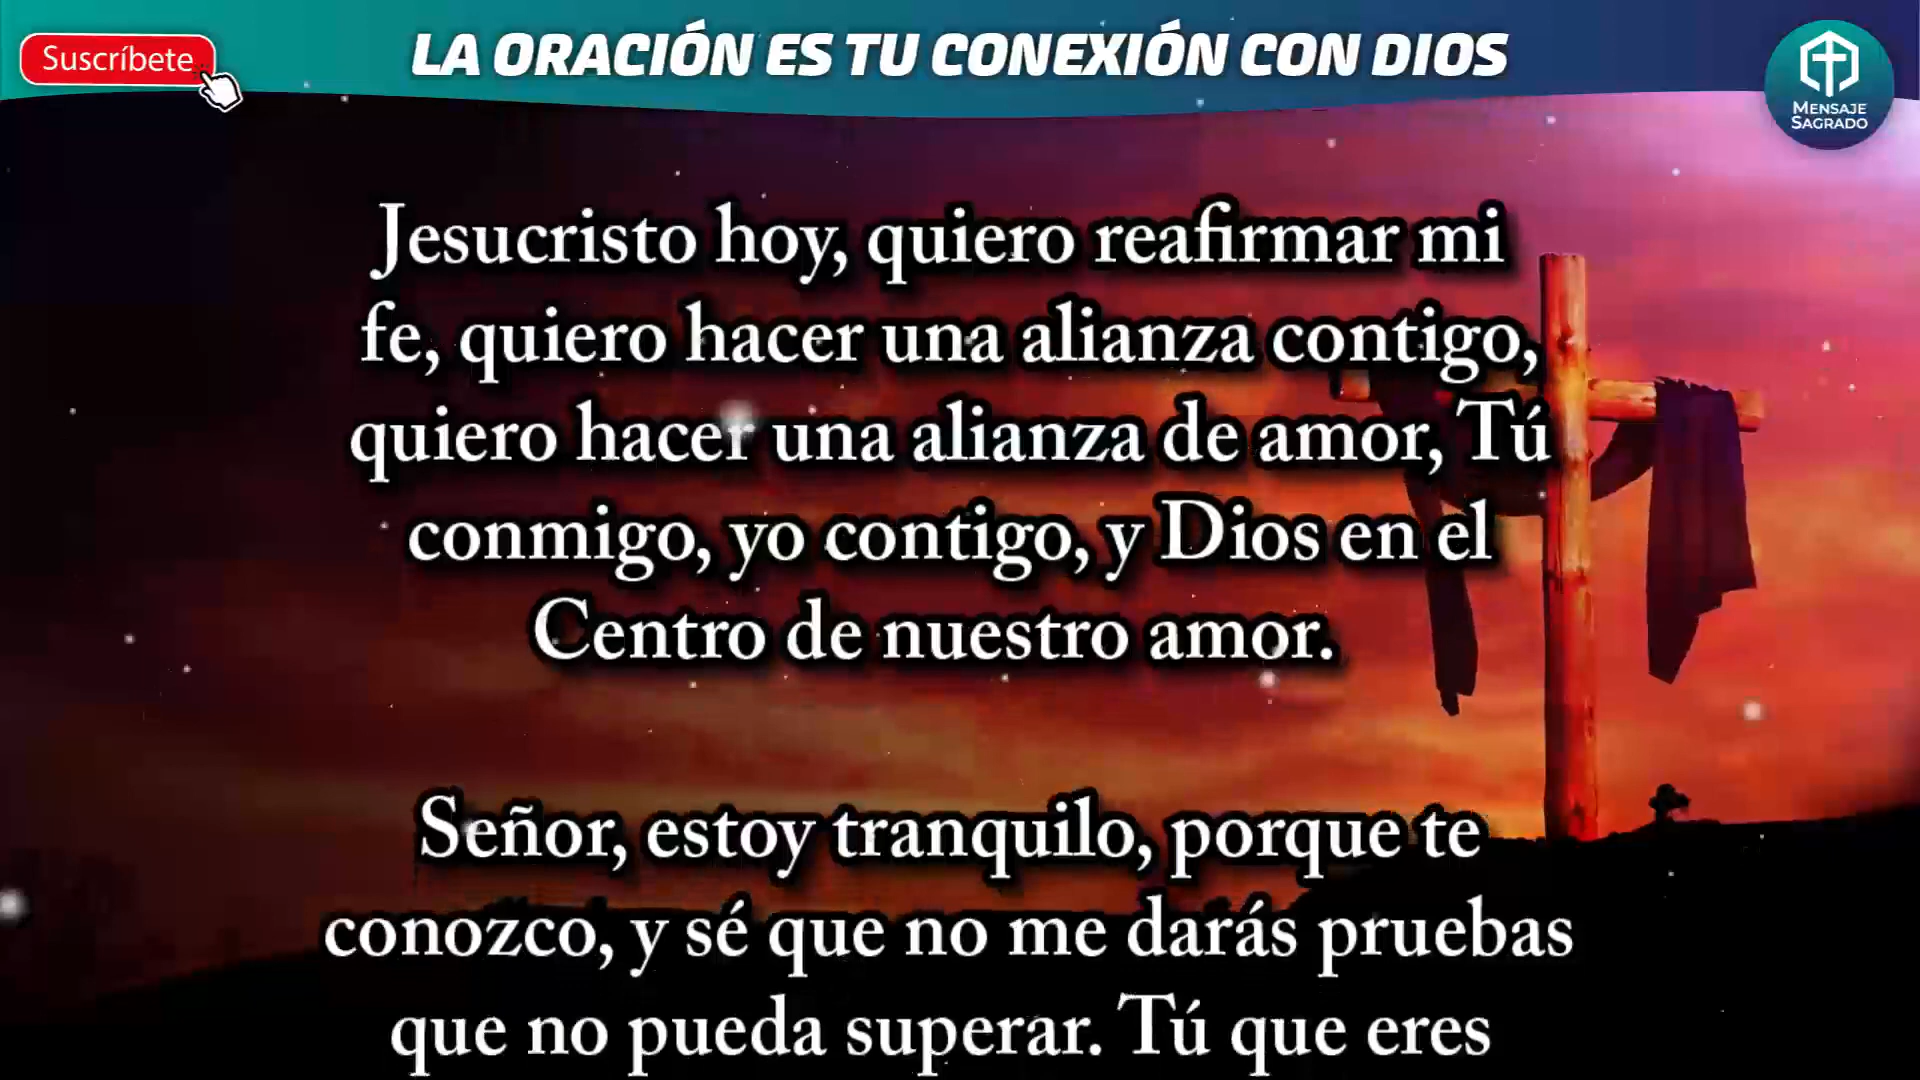 Suscríbete
LA ORACIÓN ES TU CONEXIÓN CON DIOS
MENSAJE
SAGRADO
Jesucristo hoy, quiero reafirmar mi
fe, quiero hacer una alianza contigo,
quiero hacer una alianza de amor, Tú
conmigo, yo contigo, y Dios en el
Centro de nuestro amor.
Señor, estoy tranquilo, porque te
conozco, y sé que no me darás pruebas
que no pueda superar. Tú que eres